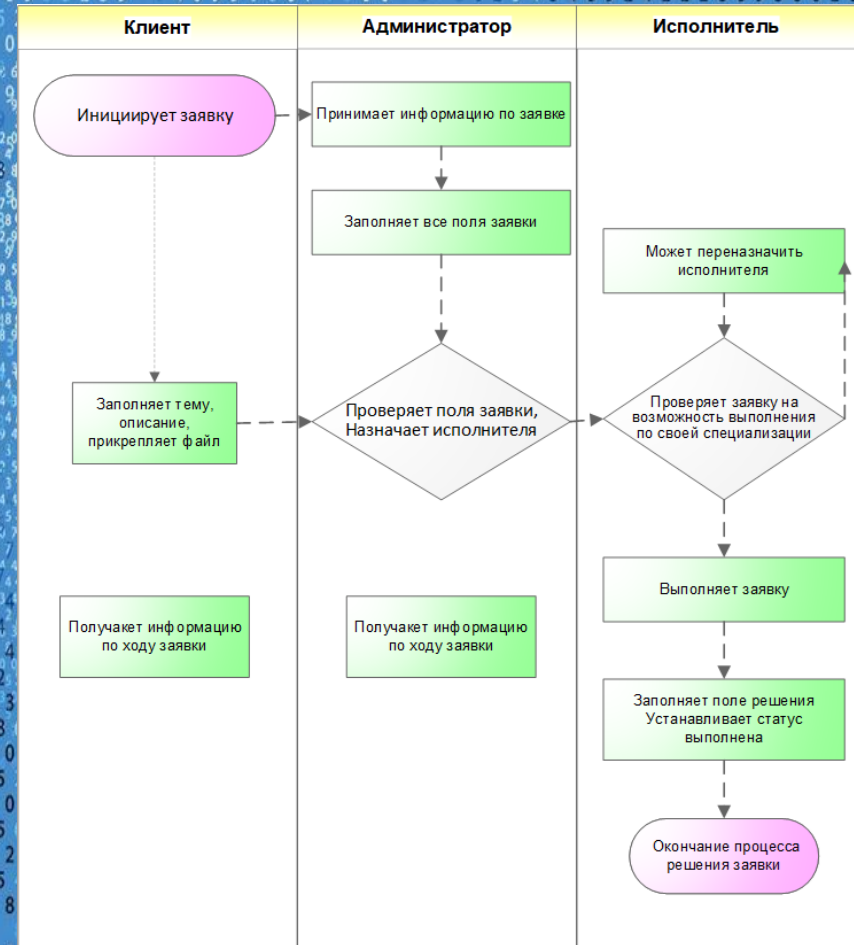 Клиент
Администратор
Исполнитель
Инициирует заявку
Принимает информацию по заявке
Заполняет все поля заявки
Может переназначить
исполнителя
Заполняет тему,
описание,
прикрепляет файл
Проверяет поля заявки,
Назначает исполнителя
Проверяет заявку на
возможность выполнения
по своей специализации
Выполняет заявку
Получакет информацию
по ходу заявки
Получакет информацию
по ходу заявки
Заполняет поле решения
Устанавливает статус
выполнена
Окончание процесса
решения заявки